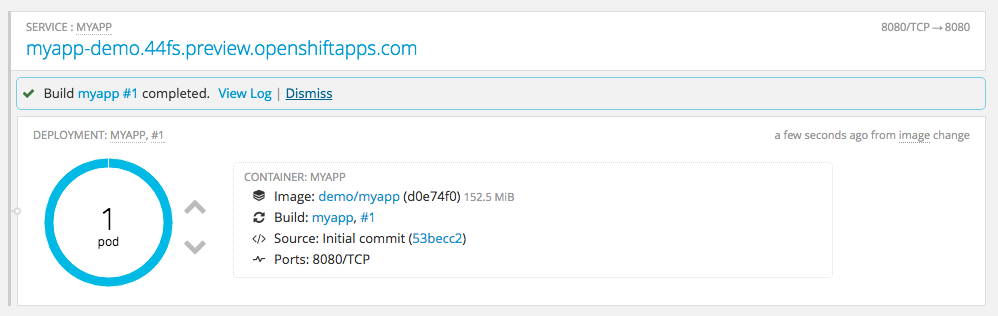 SERVICE : MYAPP
8080/TCP → 8080
myapp-demo.44fs.preview.openshiftapps.com
Build myapp #1 completed. View Log | Dismiss
DEPLOYMENT: MYAPP, #1
a few seconds ago from image change
1
pod
CONTAINER: MYAPP
Image: demo/myapp (d0e74f0) 152.5 MiB
Build: myapp, #1
</> Source: Initial commit (53becc2)
Ports: 8080/TCP